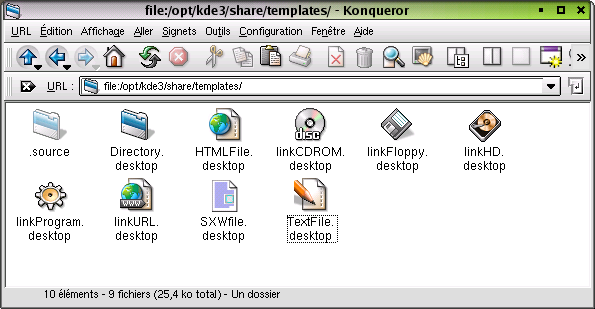 file:/opt/kde3/share/templates/ - Konqueror
URL Édition Affichage Aller Signets Outils Configuration Fenêtre Aide
URL : file:/opt/kde3/share/templates/
.source Directory. HTMLFile. linkCDROM. linkFloppy. linkHD.
desktop desktop desktop desktop desktop
linkProgram. linkURL. SXWfile. TextFile.
desktop desktop desktop desktop
10 éléments - 9 fichiers (25,4 ko total) - Un dossier